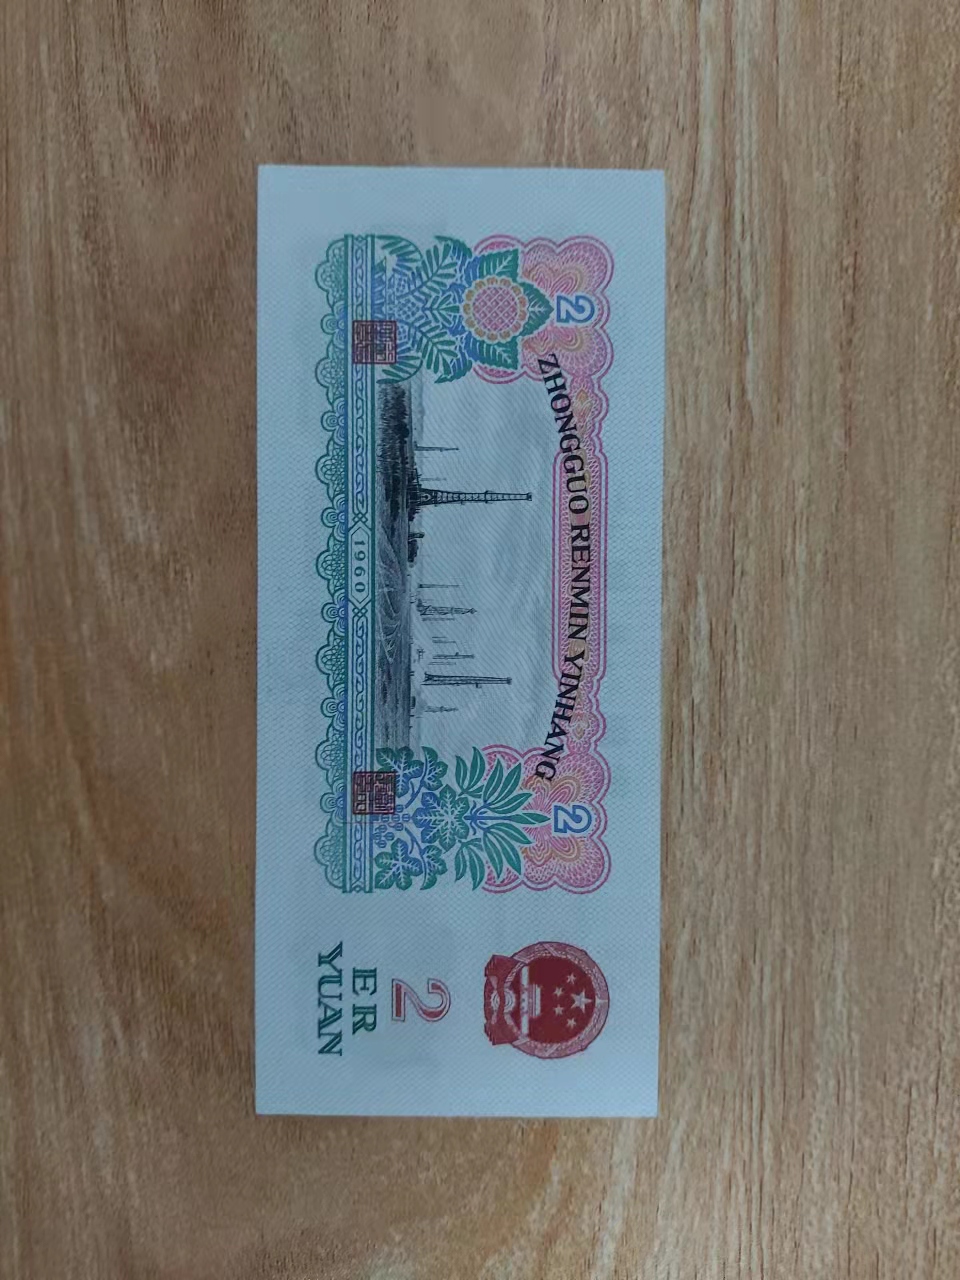 ZHONGGUO RENMIN YINHANG
2
2
1960
2
ER
YUAN